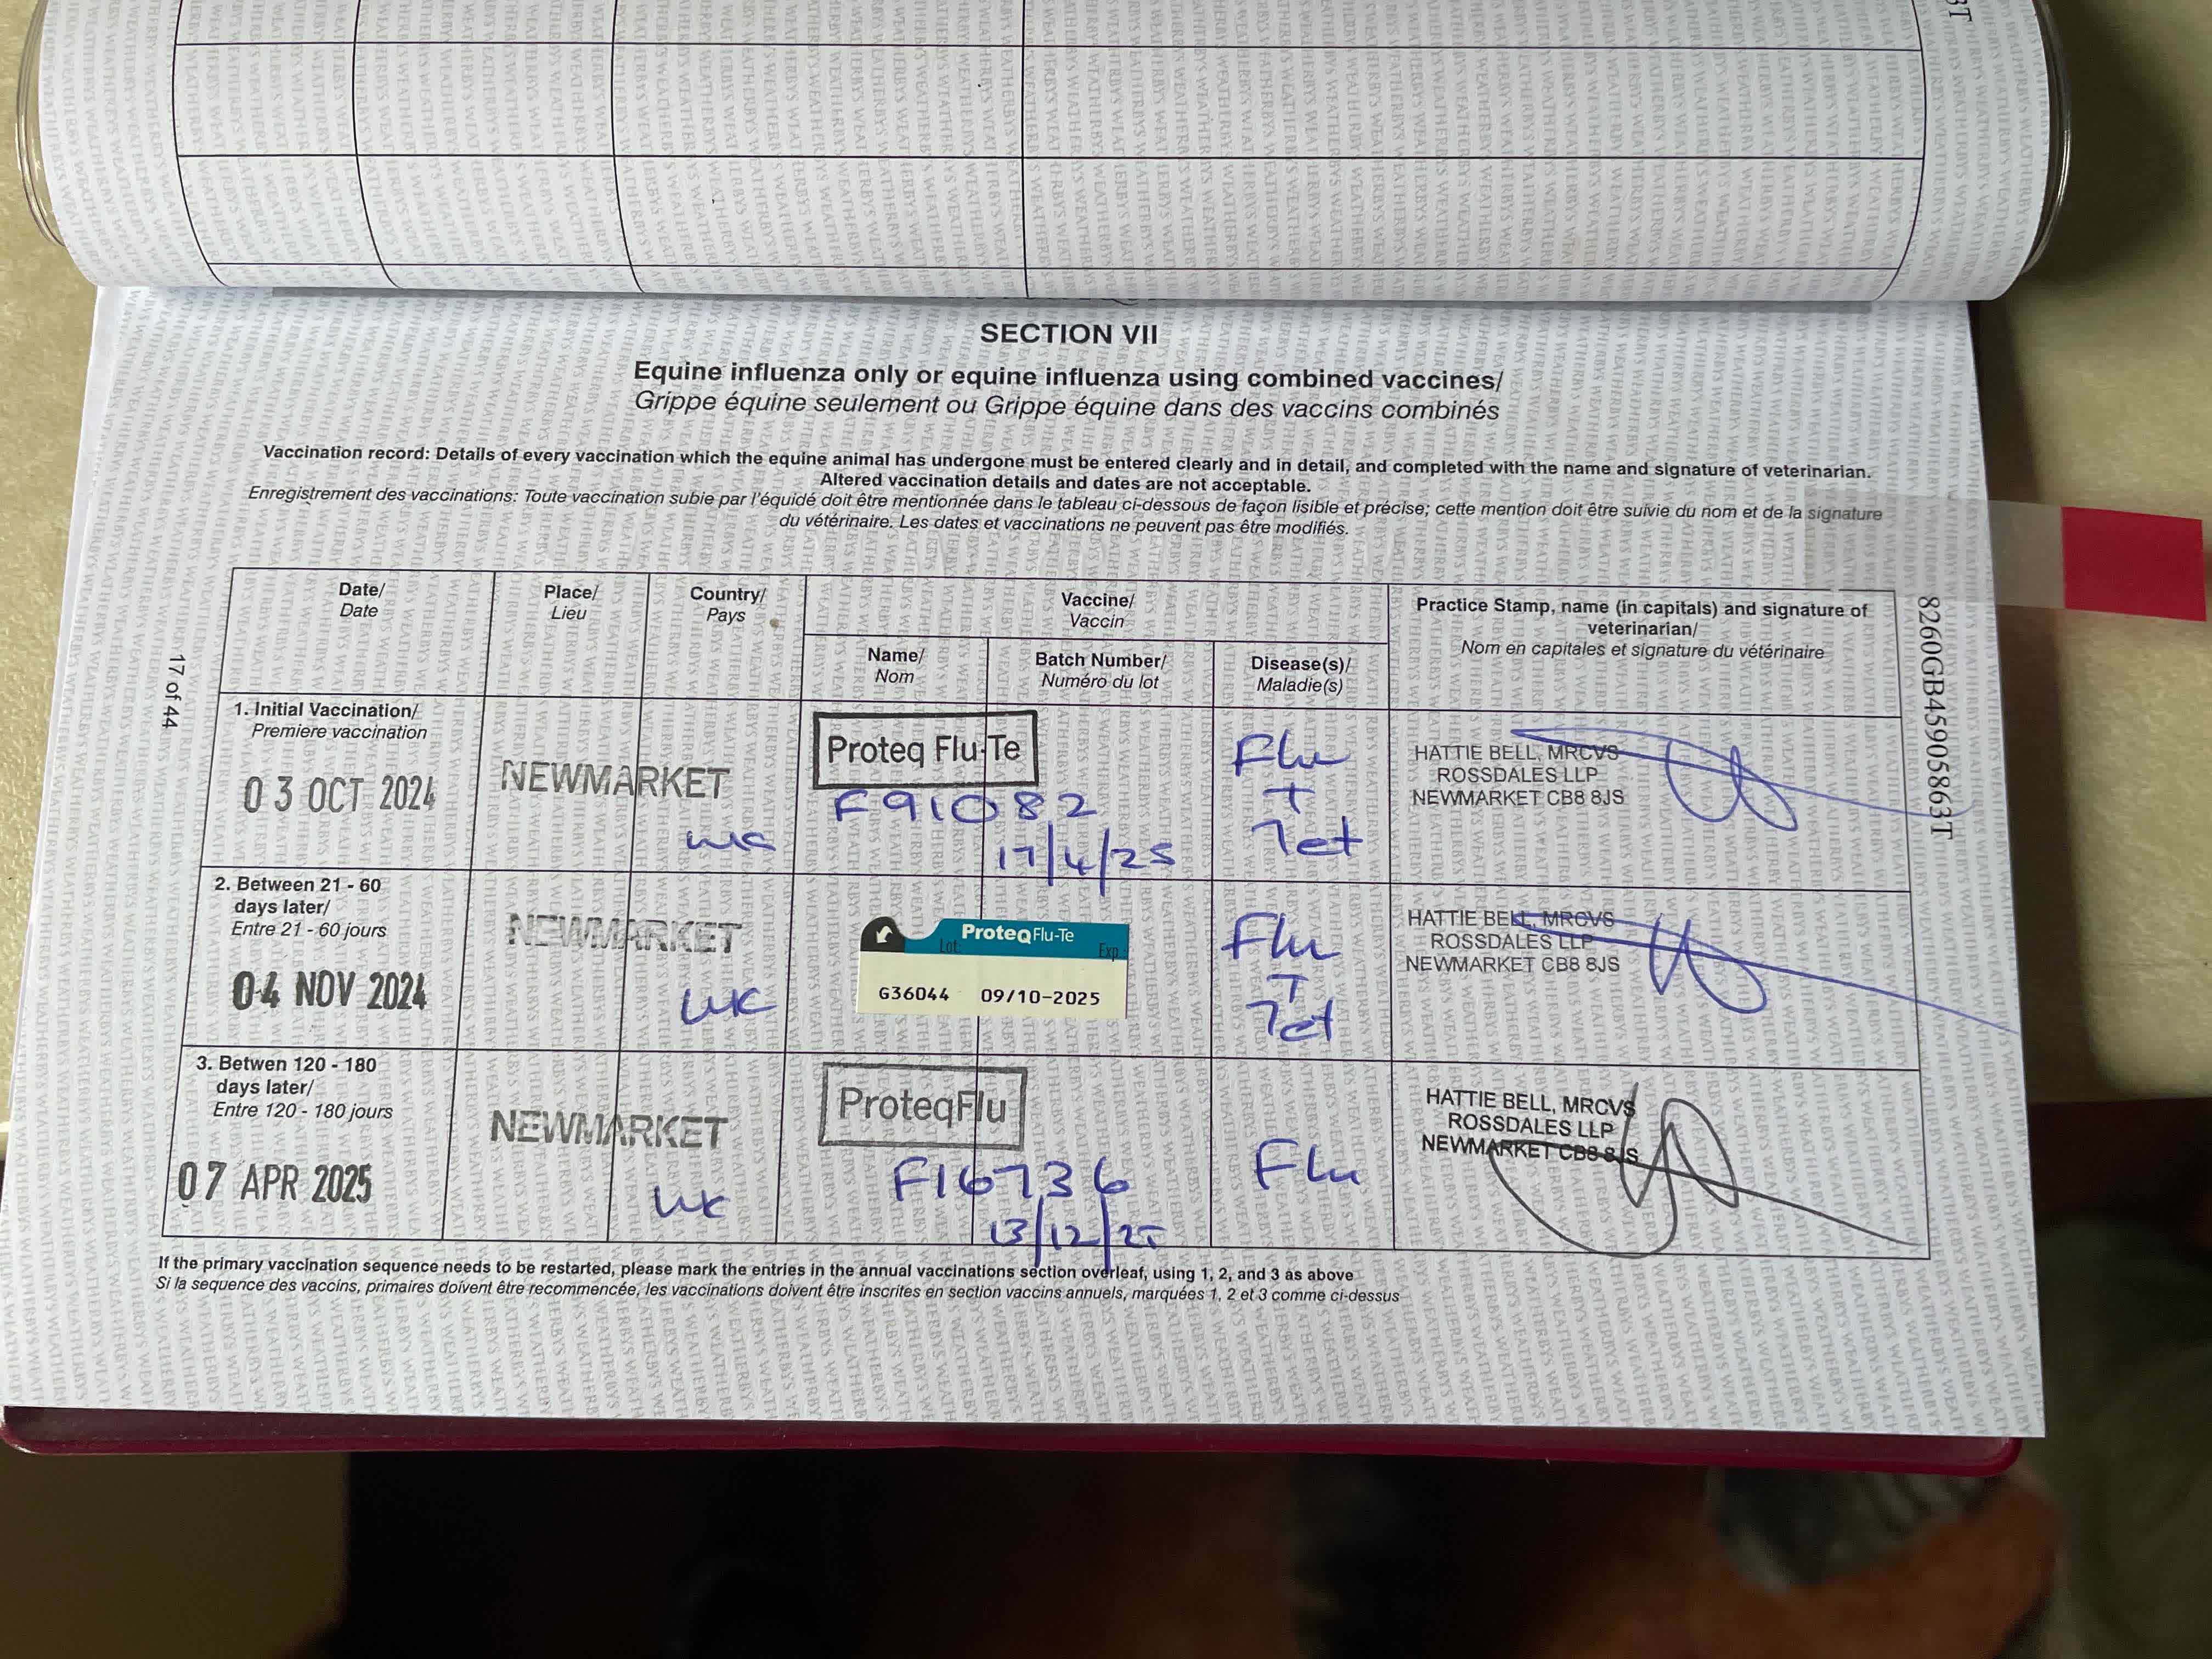 SECTION VII
Equine influenza only or equine influenza using combined vaccines/
Grippe équine seulement ou Grippe équine dans des vaccins combinés
Vaccination record: Details of every vaccination which the equine animal has undergone must be entered clearly and in detail, and completed with the name and signature of veterinarian.
Altered vaccination details and dates are not acceptable.
Enregistrement des vaccinations: Toute vaccination subie par l'équidé doit être mentionnée dans le tableau ci-dessous de façon lisible et précise; cette mention doit être suivie du nom et de la signature
du vétérinaire. Les dates et vaccinations ne peuvent pas être modifiés.
Date/
Date
Place/
Lieu
Country/
Pays
Vaccine/
Vaccin
Name/
Nom
Batch Number/
Numéro du lot
Disease(s)/
Maladie(s)
Practice Stamp, name (in capitals) and signature of
veterinarian/
Nom en capitales et signature du vétérinaire
1. Initial Vaccination/
Premiere vaccination
03 OCT 2024
NEWMARKET
UK
Proteq Flu-Te
F91082
17/4/25
Flu
+
Tet
HATTIE BELL, MRCVS
ROSSDALES LLP
NEWMARKET CB8 8JS
2. Between 21 - 60
days later/
Entre 21 - 60 jours
04 NOV 2024
NEWMARKET
UK
ProteqFlu-Te
Lot: Exp
G36044 09/10-2025
Flu
+
Tet
HATTIE BELL, MRCVS
ROSSDALES LLP
NEWMARKET CB8 8JS
3. Betwen 120 - 180
days later/
Entre 120 - 180 jours
07 APR 2025
NEWMARKET
UK
ProteqFlu
F16736
13/12/25
Flu
HATTIE BELL, MRCVS
ROSSDALES LLP
NEWMARKET CB8 8JS
If the primary vaccination sequence needs to be restarted, please mark the entries in the annual vaccinations section overleaf, using 1, 2, and 3 as above
Si la sequence des vaccins, primaires doivent être recommencée, les vaccinations doivent être inscrites en section vaccins annuels, marquées 1, 2 et 3 comme ci-dessus
17 of 44
8260GB45905863T